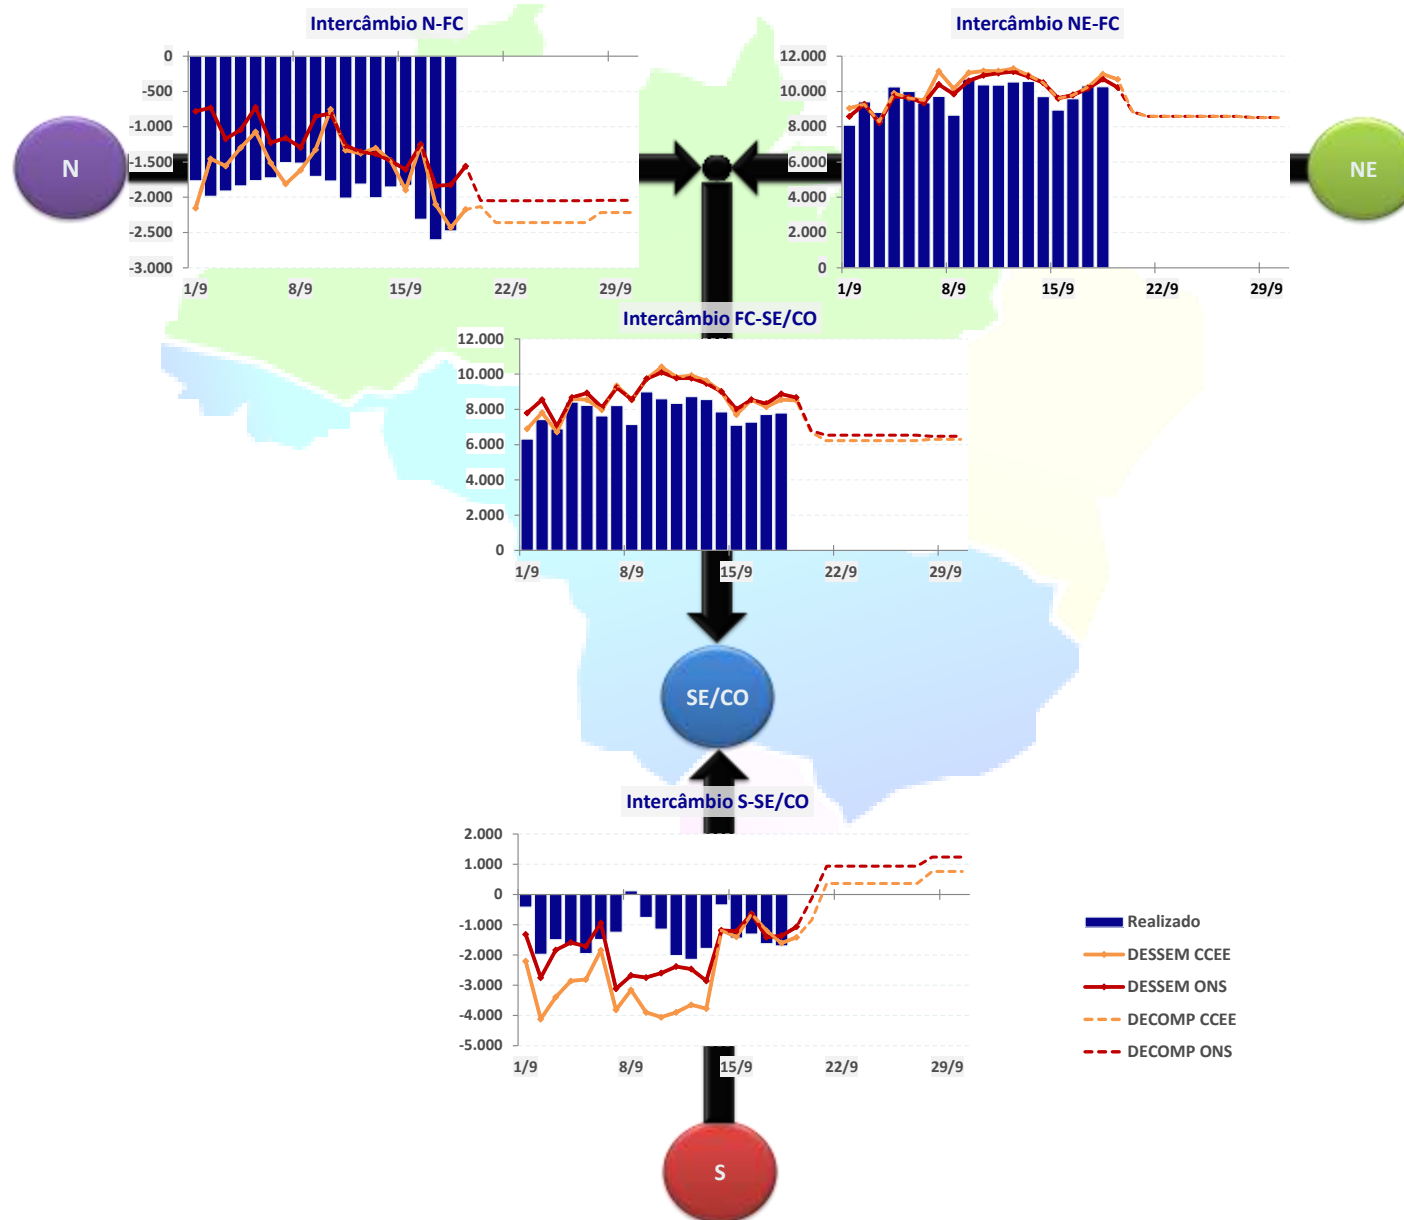 Intercâmbio N-FC
0
-500
-1.000
-1.500
-2.000
-2.500
-3.000
1/9 8/9 15/9 22/9 29/9
Intercâmbio NE-FC
12.000
10.000
8.000
6.000
4.000
2.000
0
1/9 8/9 15/9 22/9 29/9
N
NE
Intercâmbio FC-SE/CO
12.000
10.000
8.000
6.000
4.000
2.000
0
1/9 8/9 15/9 22/9 29/9
SE/CO
Intercâmbio S-SE/CO
2.000
1.000
0
-1.000
-2.000
-3.000
-4.000
-5.000
1/9 8/9 15/9 22/9 29/9
Realizado
DESSEM CCEE
DESSEM ONS
DECOMP CCEE
DECOMP ONS
S